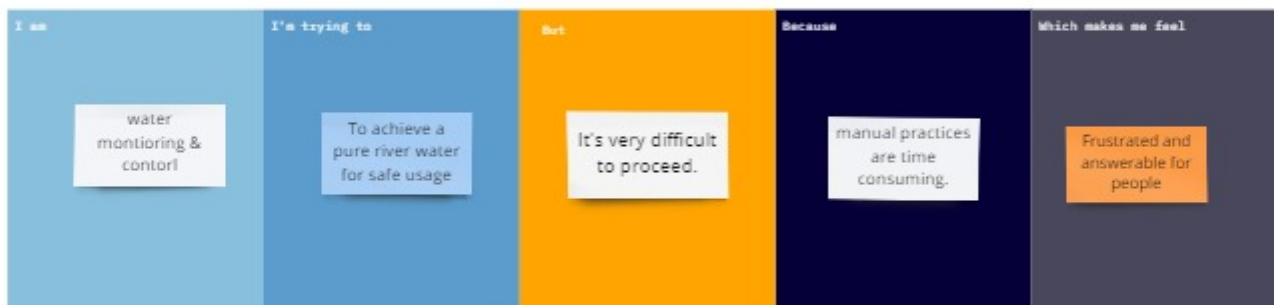 I am
water
montioring &
contorl
I'm trying to
To achieve a
pure river water
for safe usage
But
It's very difficult
to proceed.
Because
manual practices
are time
consuming.
Which makes me feel
Frustrated and
answerable for
people